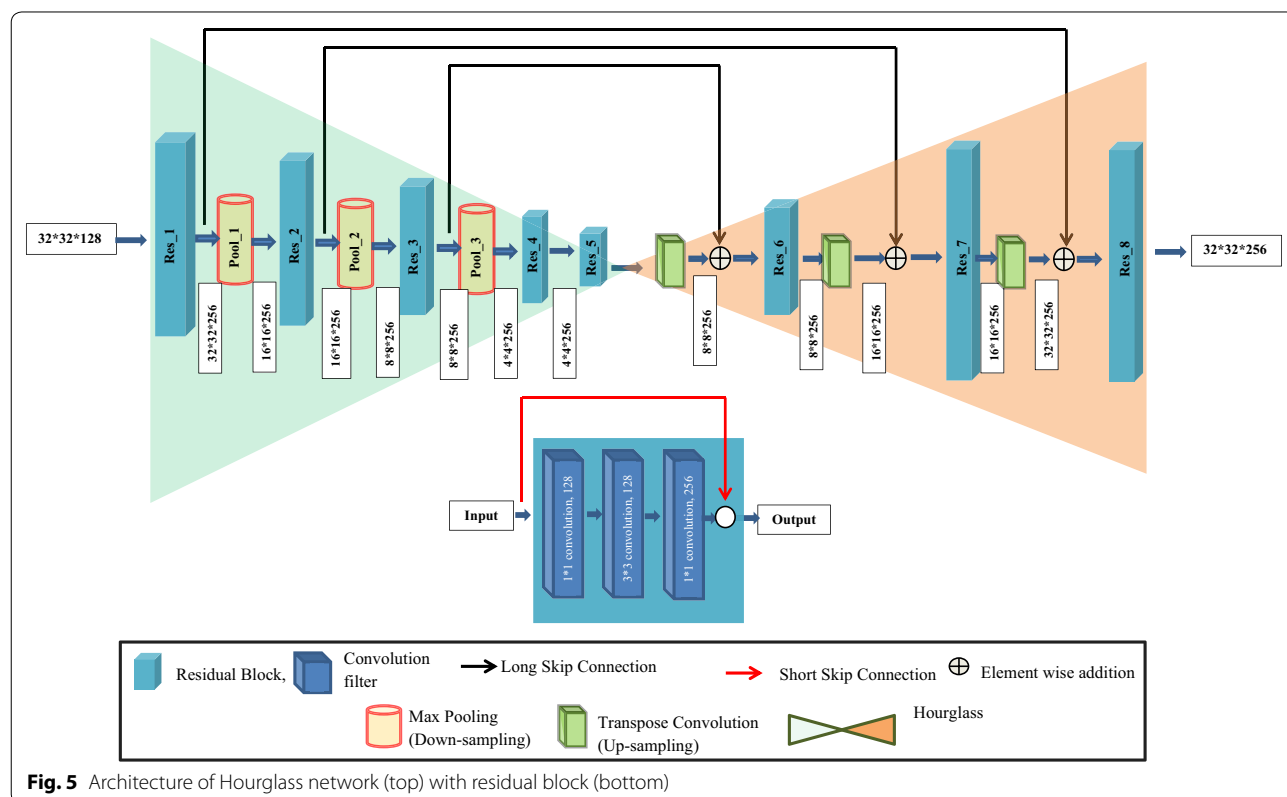 32*32*128
Res_1
Pool_1
Res_2
Pool_2
Res_3
Pool_3
Res_4
Res_5
Res_6
Res_7
Res_8
32*32*256
32*32*256
16*16*256
16*16*256
8*8*256
8*8*256
4*4*256
4*4*256
8*8*256
8*8*256
16*16*256
16*16*256
32*32*256
Input
1*1 convolution, 128
3*3 convolution, 128
1*1 convolution, 256
Output
Residual Block,
Convolution
filter
Long Skip Connection
Short Skip Connection
Element wise addition
Max Pooling
(Down-sampling)
Transpose Convolution
(Up-sampling)
Hourglass
Fig. 5 Architecture of Hourglass network (top) with residual block (bottom)